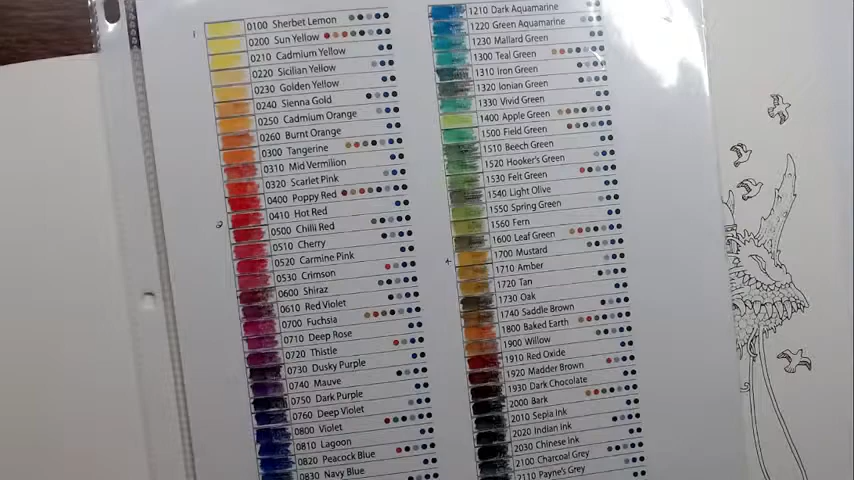 0100 Sherbet Lemon
0200 Sun Yellow
0210 Cadmium Yellow
0220 Sicilian Yellow
0230 Golden Yellow
0240 Sienna Gold
0250 Cadmium Orange
0260 Burnt Orange
0300 Tangerine
0310 Mid Vermilion
0320 Scarlet Pink
0400 Poppy Red
0410 Hot Red
0500 Chilli Red
0510 Cherry
0520 Carmine Pink
0530 Crimson
0600 Shiraz
0610 Red Violet
0700 Fuchsia
0710 Deep Rose
0720 Thistle
0730 Dusky Purple
0740 Mauve
0750 Dark Purple
0760 Deep Violet
0800 Violet
0810 Lagoon
0820 Peacock Blue
0830 Navy Blue
1210 Dark Aquamarine
1220 Green Aquamarine
1230 Mallard Green
1300 Teal Green
1310 Iron Green
1320 Ionian Green
1330 Vivid Green
1400 Apple Green
1500 Field Green
1510 Beech Green
1520 Hooker's Green
1530 Felt Green
1540 Light Olive
1550 Spring Green
1560 Fern
1600 Leaf Green
1700 Mustard
1710 Amber
1720 Tan
1730 Oak
1740 Saddle Brown
1800 Baked Earth
1900 Willow
1910 Red Oxide
1920 Madder Brown
1930 Dark Chocolate
2000 Bark
2010 Sepia Ink
2020 Indian Ink
2030 Chinese Ink
2100 Charcoal Grey
2110 Payne's Grey